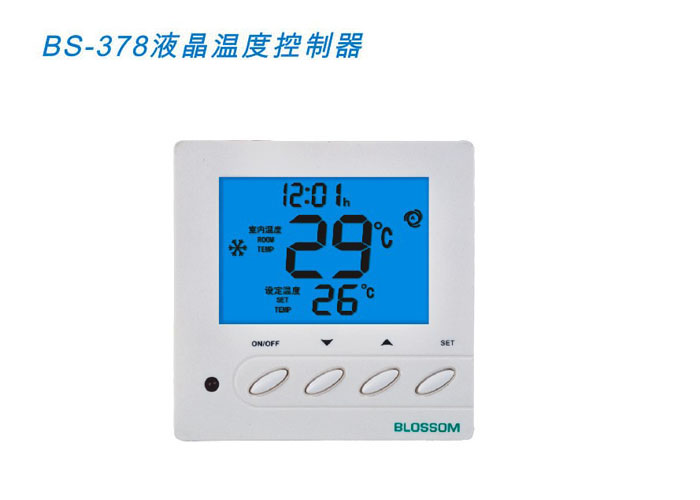 BS-378液晶温度控制器
12:01h
室内温度
ROOM
TEMP
29°C
设定温度
SET
TEMP
26°C
ON/OFF
SET
BLOSSOM